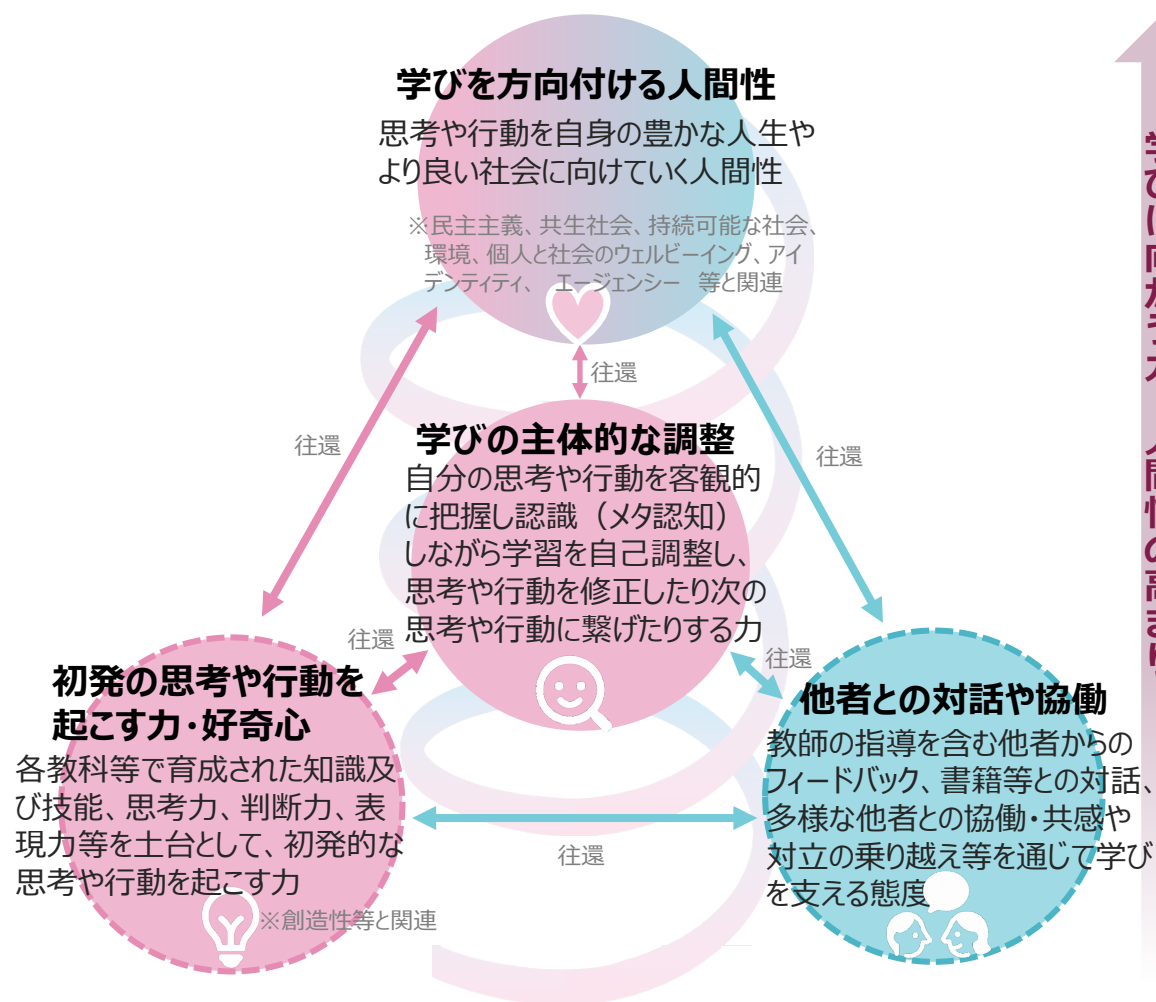 学びを方向付ける人間性
思考や行動を自身の豊かな人生や
より良い社会に向けていく人間性
※民主主義、共生社会、持続可能な社会、
環境、個人と社会のウェルビーイング、アイ
デンティティ、　エージェンシー　等と関連
往還
往還
往還
学びの主体的な調整
自分の思考や行動を客観的
に把握し認識（メタ認知）
しながら学習を自己調整し、
思考や行動を修正したり次の
思考や行動に繋げたりする力
往還
往還
初発の思考や行動を
起こす力・好奇心
各教科等で育成された知識及
び技能、思考力、判断力、表
現力等を土台として、初発的な
思考や行動を起こす力
※創造性等と関連
往還
他者との対話や協働
教師の指導を含む他者からの
フィードバック、書籍等との対話、
多様な他者との協働・共感や
対立の乗り越え等を通じて学び
を支える態度